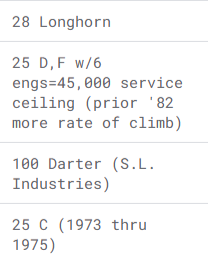 28 Longhorn
25 D,F w/6
engs=45,000 service
ceiling (prior '82
more rate of climb)
100 Darter (S.L.
Industries)
25 C (1973 thru
1975)